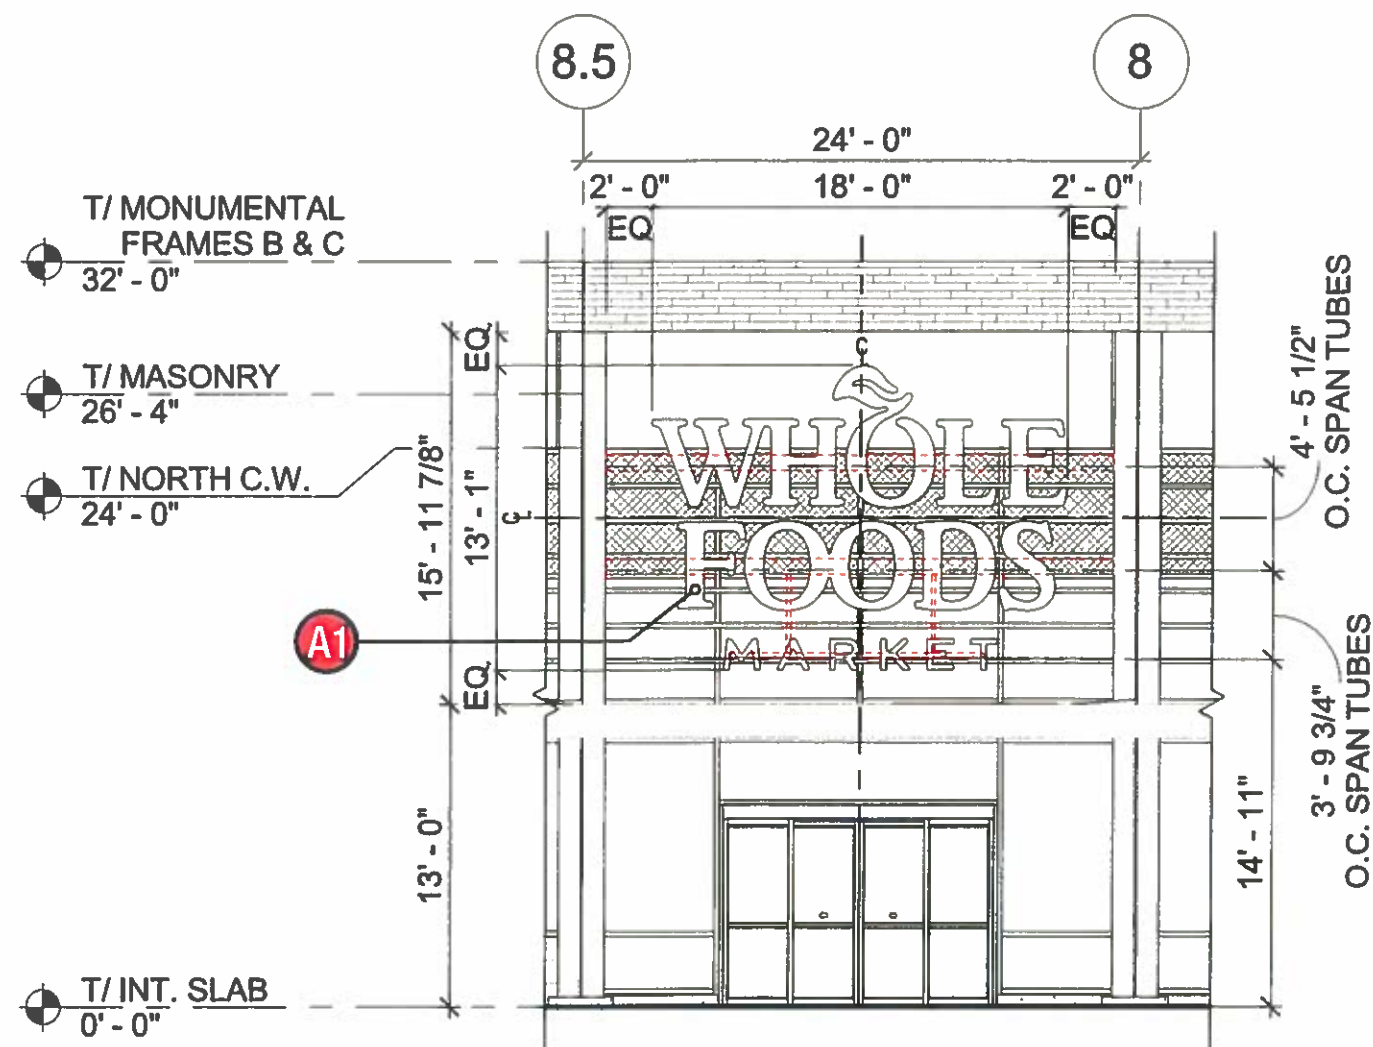 8.5
8
24' - 0"
2' - 0"
18' - 0"
2' - 0"
EQ
EQ
T/ MONUMENTAL
FRAMES B & C
32' - 0"
T/ MASONRY
26' - 4"
T/ NORTH C.W.
24' - 0"
EQ
15' - 11 7/8"
13' - 1"
EQ
CL
CL
WHOLE
FOODS
MARKET
A1
4' - 5 1/2"
O.C. SPAN TUBES
3' - 9 3/4"
O.C. SPAN TUBES
13' - 0"
14' - 11"
T/ INT. SLAB
0' - 0"